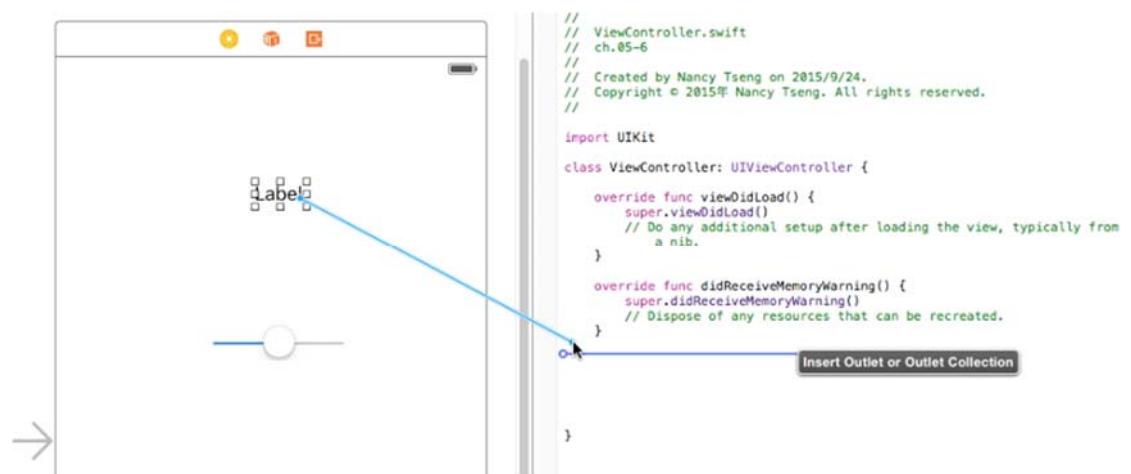 Label
//
// ViewController.swift
// ch.05-6
//
// Created by Nancy Tseng on 2015/9/24.
// Copyright © 2015年 Nancy Tseng. All rights reserved.
//
import UIKit
class ViewController: UIViewController {
override func viewDidLoad() {
super.viewDidLoad()
// Do any additional setup after loading the view, typically from
a nib.
}
override func didReceiveMemoryWarning() {
super.didReceiveMemoryWarning()
// Dispose of any resources that can be recreated.
}
Insert Outlet or Outlet Collection
}